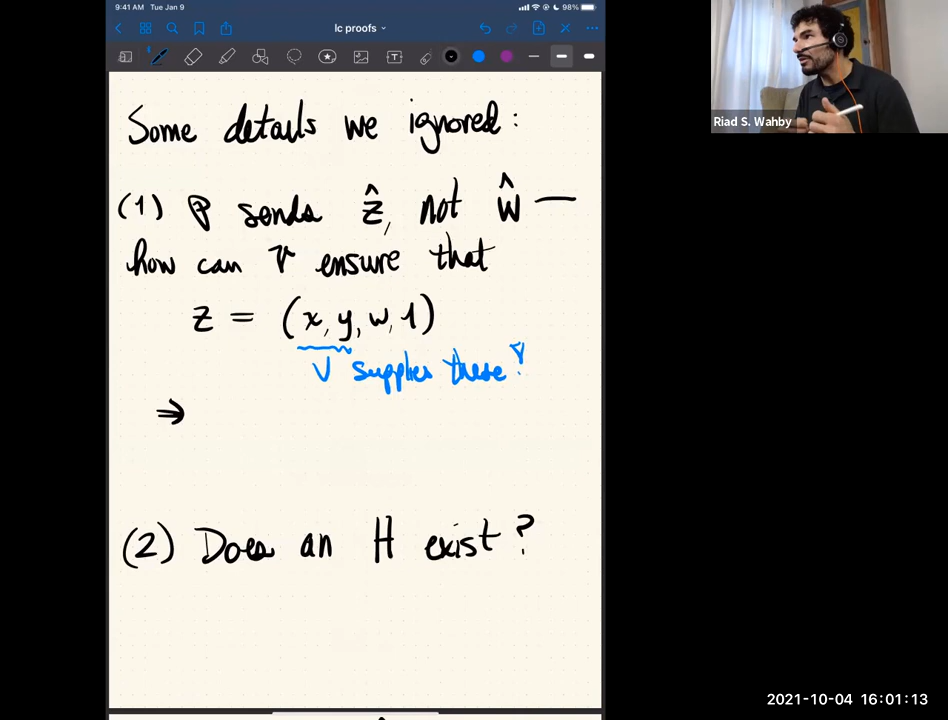 9:41 AM Tue Jan 9
98%
lc proofs
Some details we ignored:
(1) P sends ẑ, not ŵ —
how can V ensure that
z = (x, y, w, 1)
V supplies these!
⇒
(2) Does an H exist?
Riad S. Wahby
2021-10-04 16:01:13